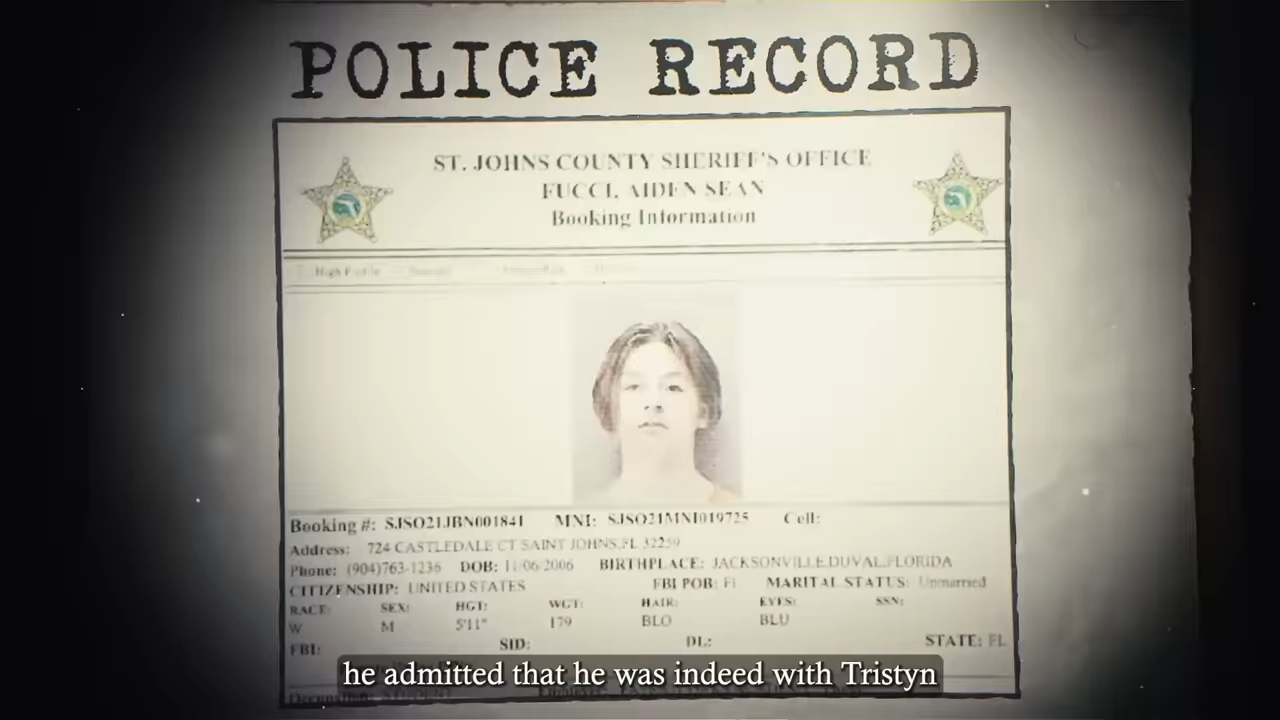 POLICE RECORD
ST. JOHNS COUNTY SHERIFF'S OFFICE
FUCCI, AIDEN SEAN
Booking Information
High Profile
Booking #: SJSO21JBN001841 MNI: SJSO21MNI019725 Cell:
Address: 724 CASTLEDALE CT SAINT JOHNS,FL 32259
Phone: (904)763-1236 DOB: 11/06/2006 BIRTHPLACE: JACKSONVILLE,DUVAL,FLORIDA
CITIZENSHIP: UNITED STATES FBI POB: Fl MARITAL STATUS: Unmarried
RACE: SEX: HGT: WGT: HAIR: EYES: SSN:
W M 5'11" 179 BLO BLU
FBI: SID: DL: STATE: FL
he admitted that he was indeed with Tristyn
Occupation: